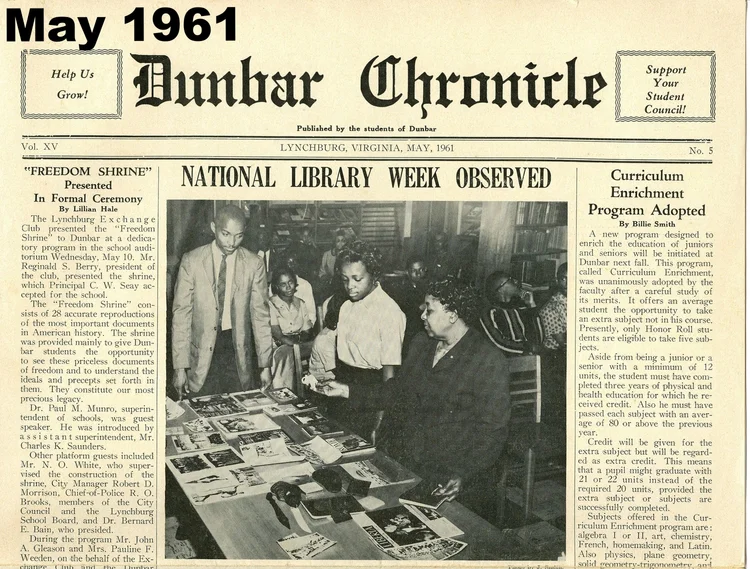 May 1961
Help Us
Grow!
Dunbar Chronicle
Support
Your
Student
Council!
Published by the students of Dunbar
Vol. XV
LYNCHBURG, VIRGINIA, MAY, 1961
No. 5
"FREEDOM SHRINE"
Presented
In Formal Ceremony
By Lillian Hale
The Lynchburg Exchange
Club presented the "Freedom
Shrine" to Dunbar at a dedica-
tory program in the school audi-
torium Wednesday, May 10. Mr.
Reginald S. Berry, president of
the club, presented the shrine,
which Principal C. W. Seay ac-
cepted for the school.
The "Freedom Shrine" con-
sists of 28 accurate reproductions
of the most important documents
in American history. The shrine
was provided mainly to give Dun-
bar students the opportunity
to see these priceless documents
of freedom and to understand the
ideals and precepts set forth in
them. They constitute our most
precious legacy.
Dr. Paul M. Munro, superin-
tendent of schools, was guest
speaker. He was introduced by
assistant superintendent, Mr.
Charles K. Saunders.
Other platform guests included
Mr. N. O. White, who super-
vised the construction of the
shrine, City Manager Robert D.
Morrison, Chief-of-Police R. O.
Brooks, members of the City
Council and the Lynchburg
School Board, and Dr. Bernard
E. Bain, who presided.
During the program Mr. John
A. Gleason and Mrs. Pauline F.
Weeden, on behalf of the Ex-
change Club and the Dunbar
NATIONAL LIBRARY WEEK OBSERVED
Curriculum
Enrichment
Program Adopted
By Billie Smith
A new program designed to
enrich the education of juniors
and seniors will be initiated at
Dunbar next fall. This program,
called Curriculum Enrichment,
was unanimously adopted by the
faculty after a careful study of
its merits. It offers an average
student the opportunity to take
an extra subject not in his course.
Presently, only Honor Roll stu-
dents are eligible to take five sub-
jects.
Aside from being a junior or a
senior with a minimum of 12
units, the student must have com-
pleted three years of physical and
health education for which he re-
ceived credit. Also he must have
passed each subject with an aver-
age of 80 or above the previous
year.
Credit will be given for the
extra subject but will be regard-
ed as extra credit. This means
that a pupil might graduate with
21 or 22 units instead of the
required 20 units, provided the
extra subject or subjects are
successfully completed.
Subjects offered in the Cur-
riculum Enrichment program are:
algebra I or II, art, chemistry,
French, homemaking, and Latin.
Also physics, plane geometry,
solid geometry-trigonometry, and